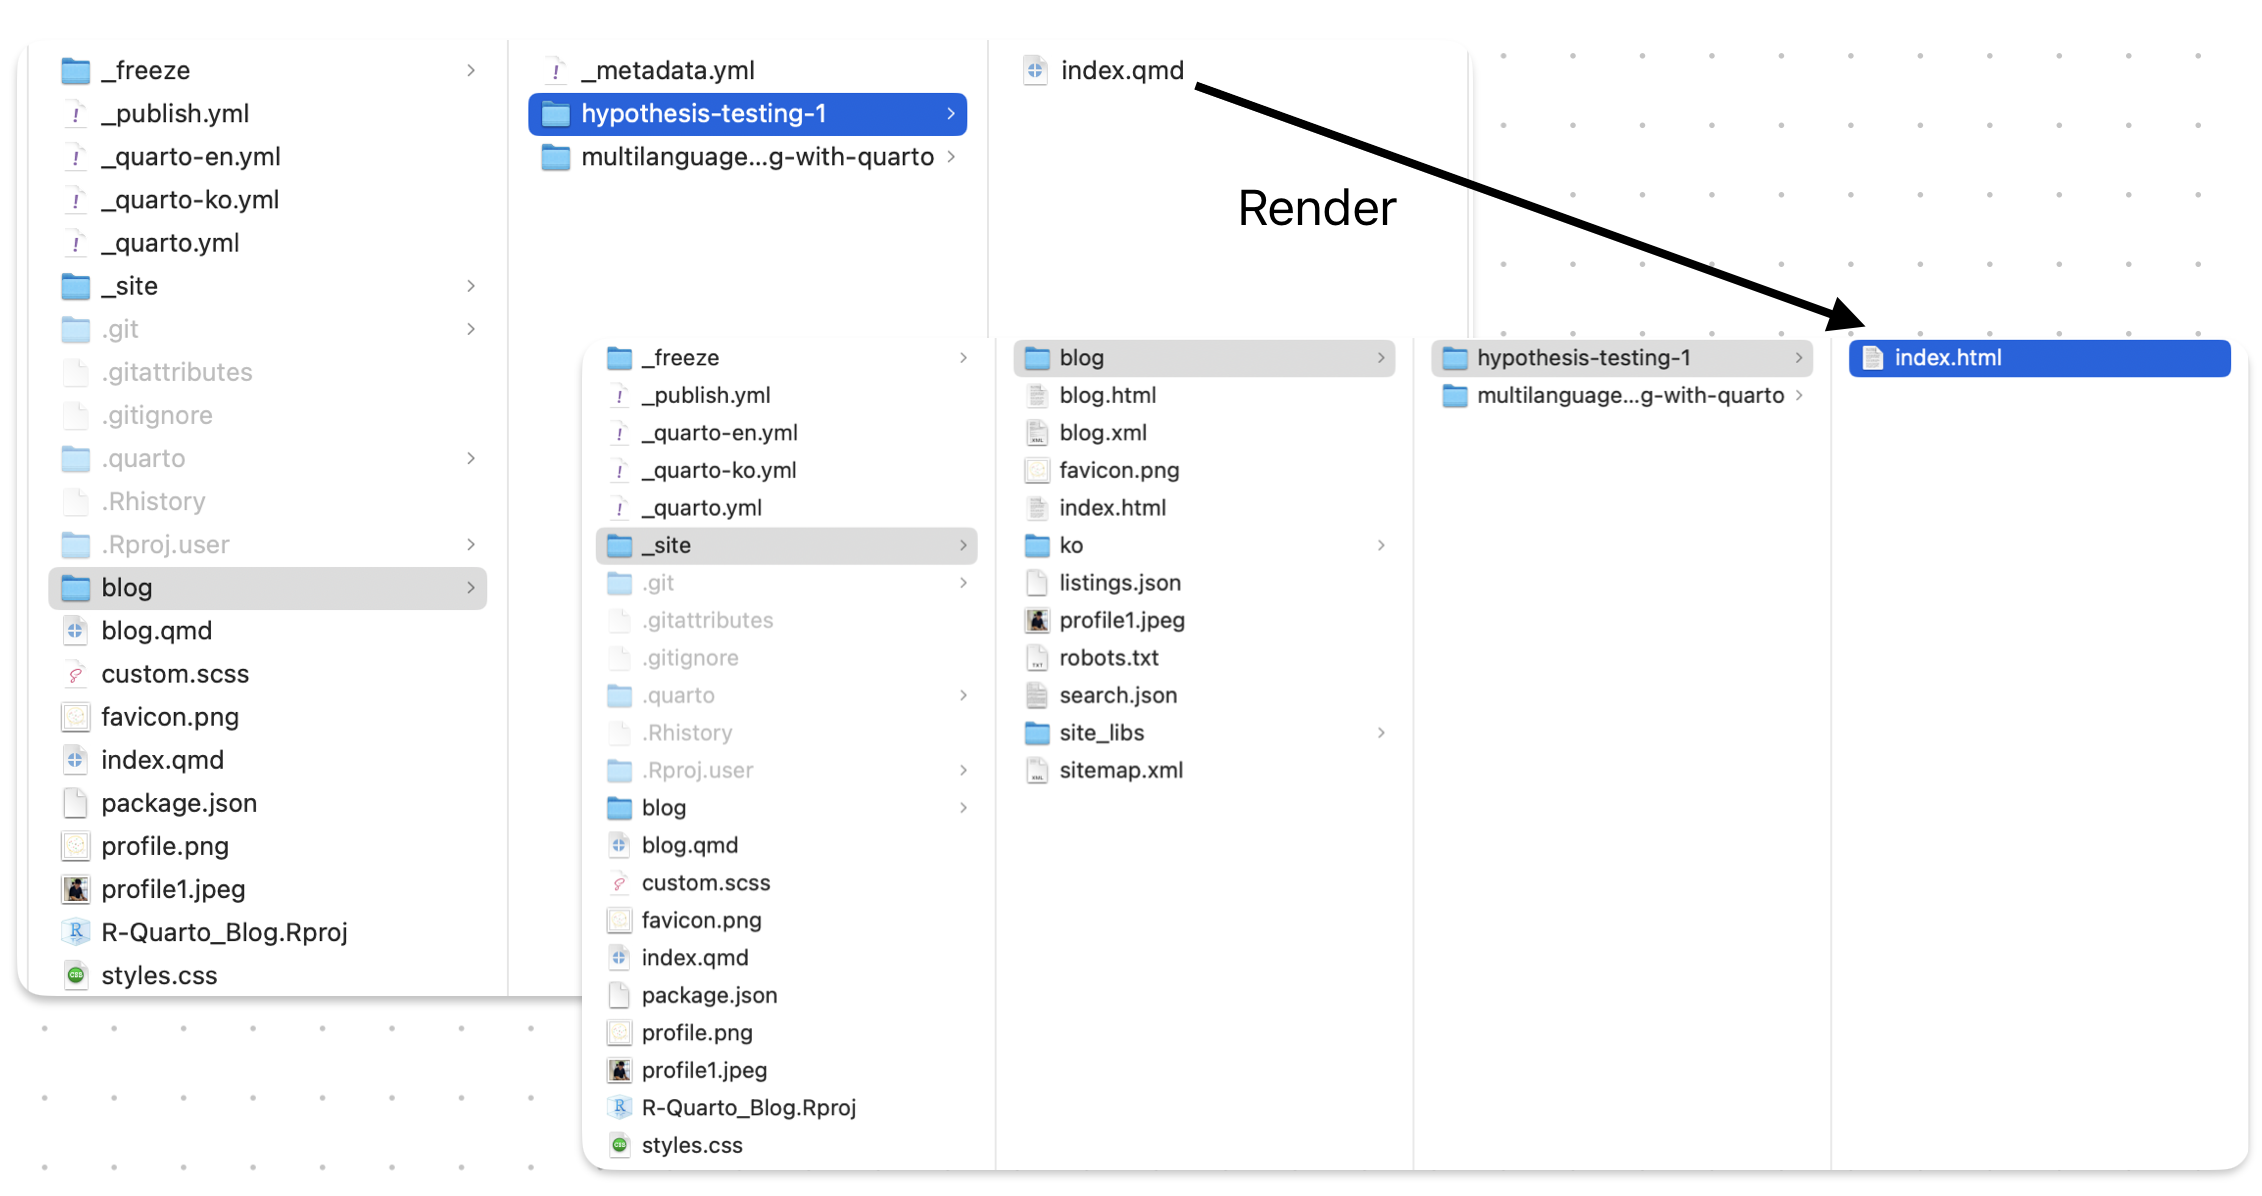 _freeze
_publish.yml
_quarto-en.yml
_quarto-ko.yml
_quarto.yml
_site
.git
.gitattributes
.gitignore
.quarto
.Rhistory
.Rproj.user
blog
blog.qmd
custom.scss
favicon.png
index.qmd
package.json
profile.png
profile1.jpeg
R-Quarto_Blog.Rproj
styles.css
_metadata.yml
hypothesis-testing-1
multilanguage...g-with-quarto
index.qmd
Render
_freeze
_publish.yml
_quarto-en.yml
_quarto-ko.yml
_quarto.yml
_site
.git
.gitattributes
.gitignore
.quarto
.Rhistory
.Rproj.user
blog
blog.qmd
custom.scss
favicon.png
index.qmd
package.json
profile.png
profile1.jpeg
R-Quarto_Blog.Rproj
styles.css
blog
blog.html
blog.xml
favicon.png
index.html
ko
listings.json
profile1.jpeg
robots.txt
search.json
site_libs
sitemap.xml
hypothesis-testing-1
multilanguage...g-with-quarto
index.html